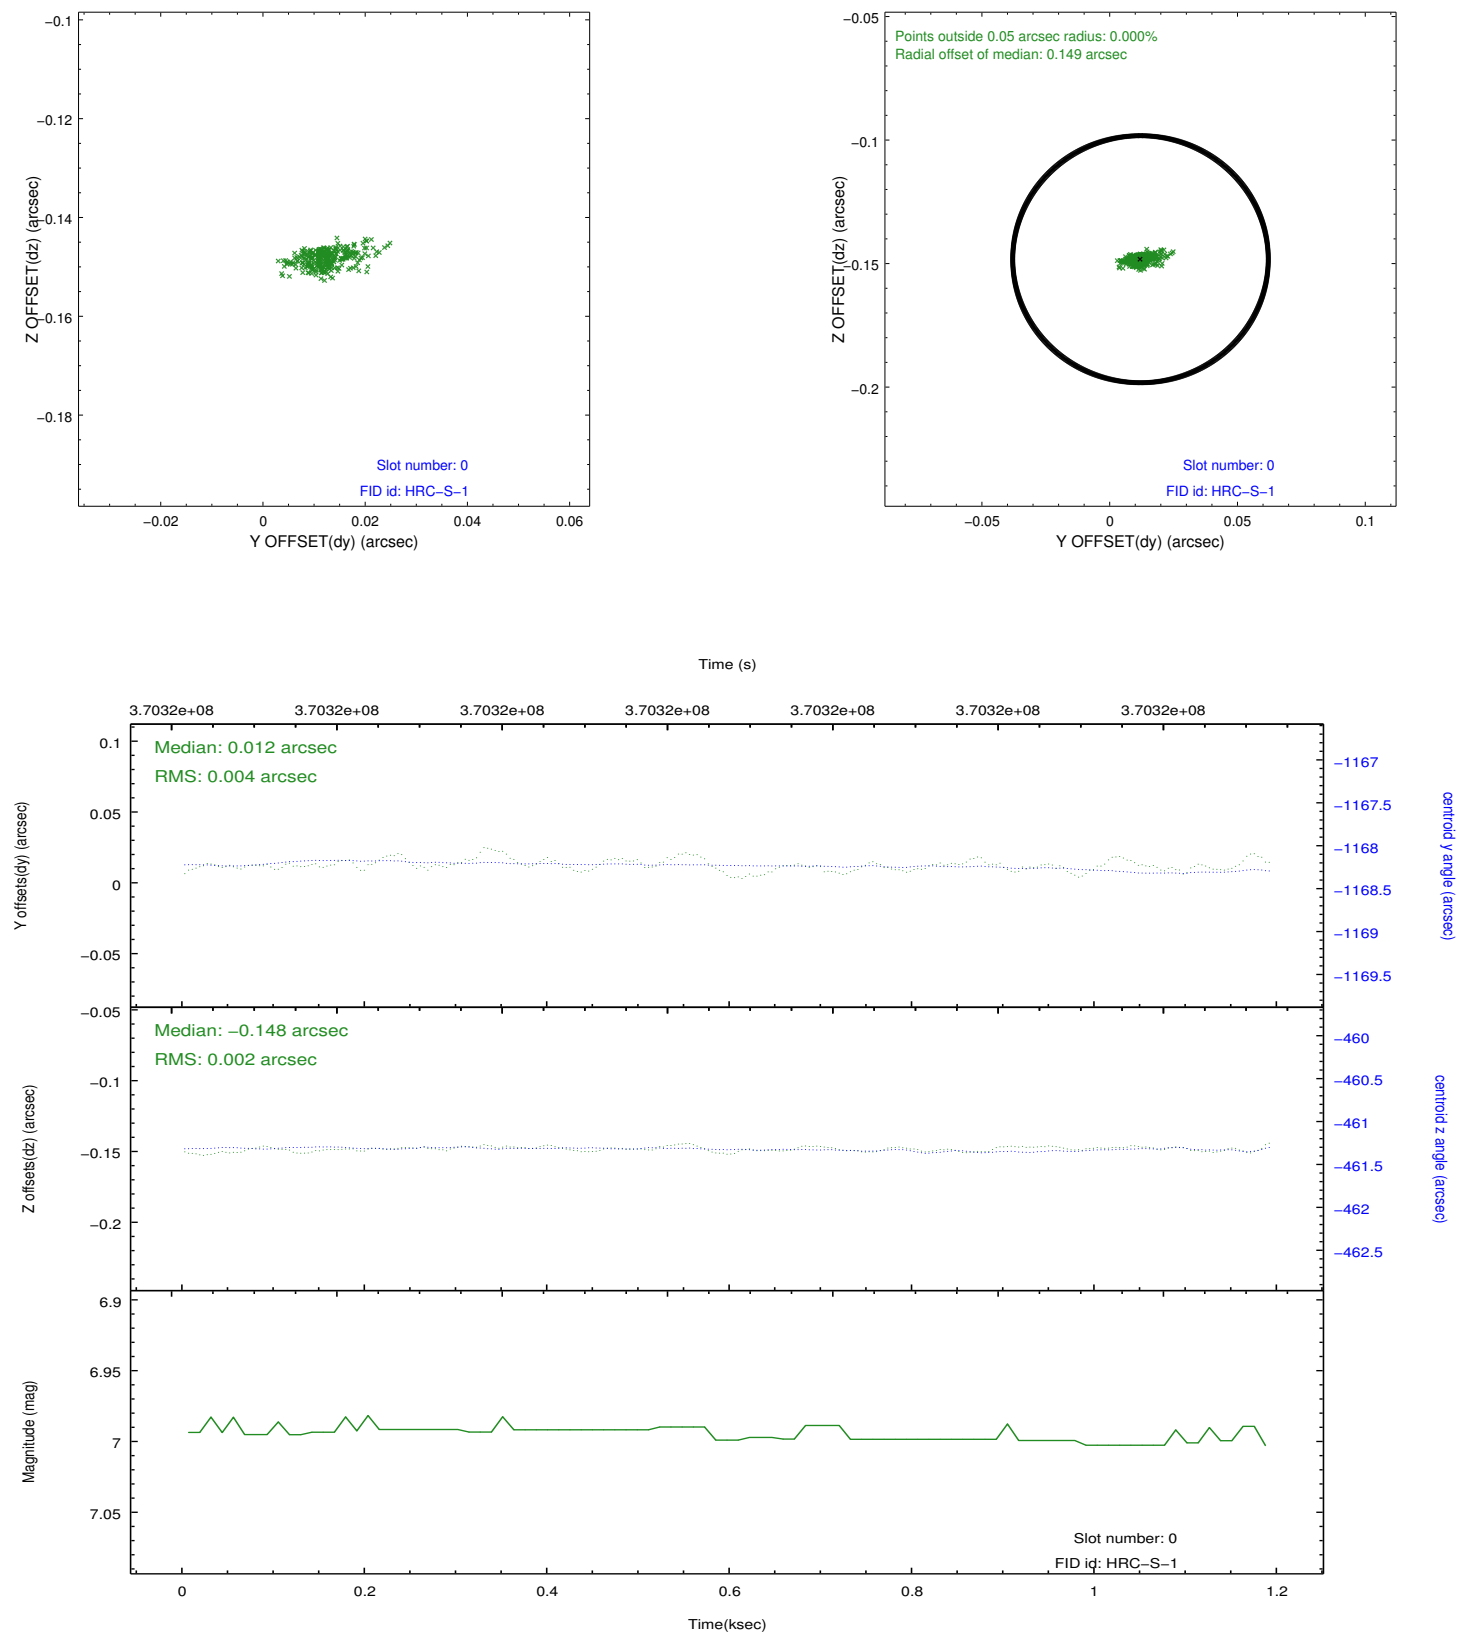 −0.1
−0.12
−0.14
−0.16
−0.18
Z OFFSET(dz) (arcsec)
Slot number: 0
FID id: HRC−S−1
−0.02 0 0.02 0.04 0.06
Y OFFSET(dy) (arcsec)
Points outside 0.05 arcsec radius: 0.000%
Radial offset of median: 0.149 arcsec
−0.05
−0.1
−0.15
−0.2
Z OFFSET(dz) (arcsec)
Slot number: 0
FID id: HRC−S−1
−0.05 0 0.05 0.1
Y OFFSET(dy) (arcsec)
Time (s)
3.7032e+08 3.7032e+08 3.7032e+08 3.7032e+08 3.7032e+08 3.7032e+08 3.7032e+08
Median: 0.012 arcsec
RMS: 0.004 arcsec
0.1
0.05
0
−0.05
Y offsets(dy) (arcsec)
−1167
−1167.5
−1168
−1168.5
−1169
−1169.5
centroid y angle (arcsec)
Median: −0.148 arcsec
RMS: 0.002 arcsec
−0.05
−0.1
−0.15
−0.2
Z offsets(dz) (arcsec)
−460
−460.5
−461
−461.5
−462
−462.5
centroid z angle (arcsec)
6.9
6.95
7
7.05
Magnitude (mag)
Slot number: 0
FID id: HRC−S−1
0 0.2 0.4 0.6 0.8 1 1.2
Time(ksec)